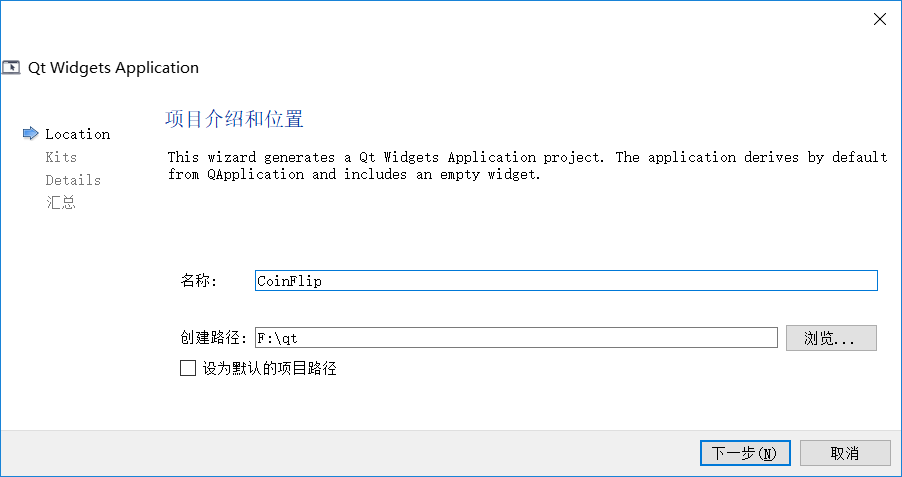 Qt Widgets Application
项目介绍和位置
Location
Kits
Details
汇总
This wizard generates a Qt Widgets Application project. The application derives by default
from QApplication and includes an empty widget.
名称: CoinFlip
创建路径: F:\qt 浏览...
设为默认的项目路径
下一步(N) 取消